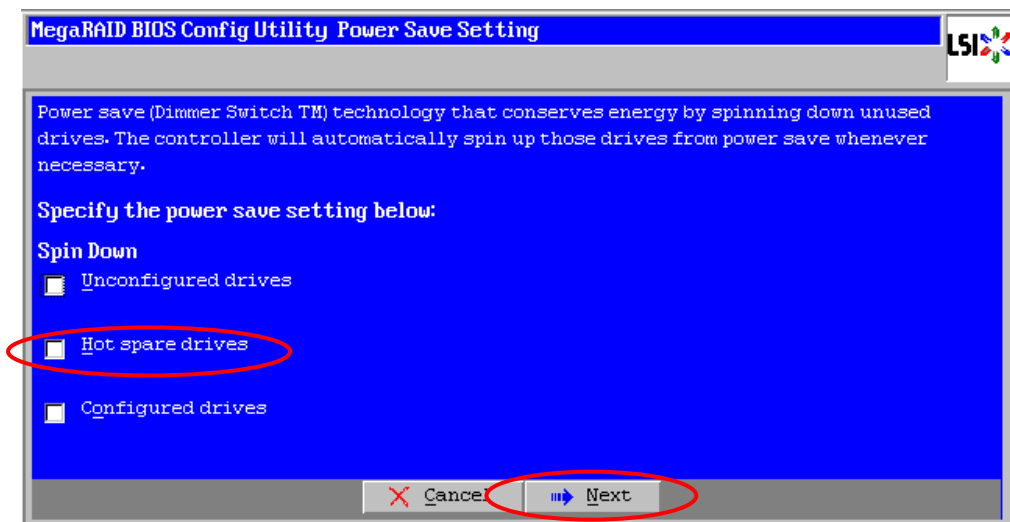 MegaRAID BIOS Config Utility Power Save Setting
LSI
Power save (Dimmer Switch TM) technology that conserves energy by spinning down unused
drives. The controller will automatically spin up those drives from power save whenever
necessary.
Specify the power save setting below:
Spin Down
Unconfigured drives
Hot spare drives
Configured drives
Cancel
Next